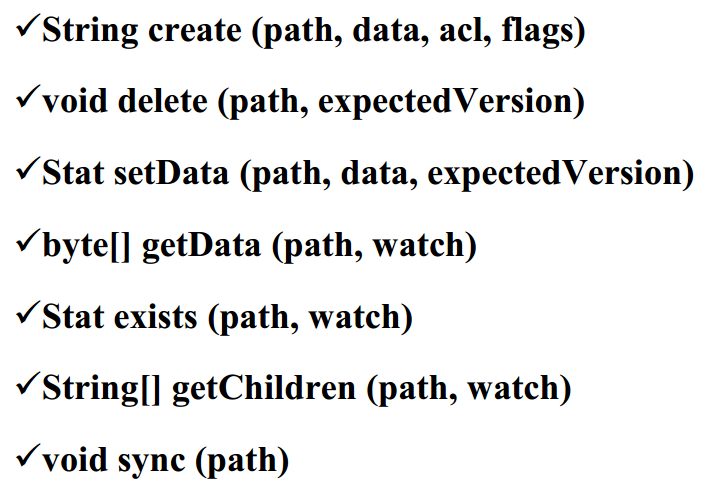 ✓String create (path, data, acl, flags)
✓void delete (path, expectedVersion)
✓Stat setData (path, data, expectedVersion)
✓byte[] getData (path, watch)
✓Stat exists (path, watch)
✓String[] getChildren (path, watch)
✓void sync (path)